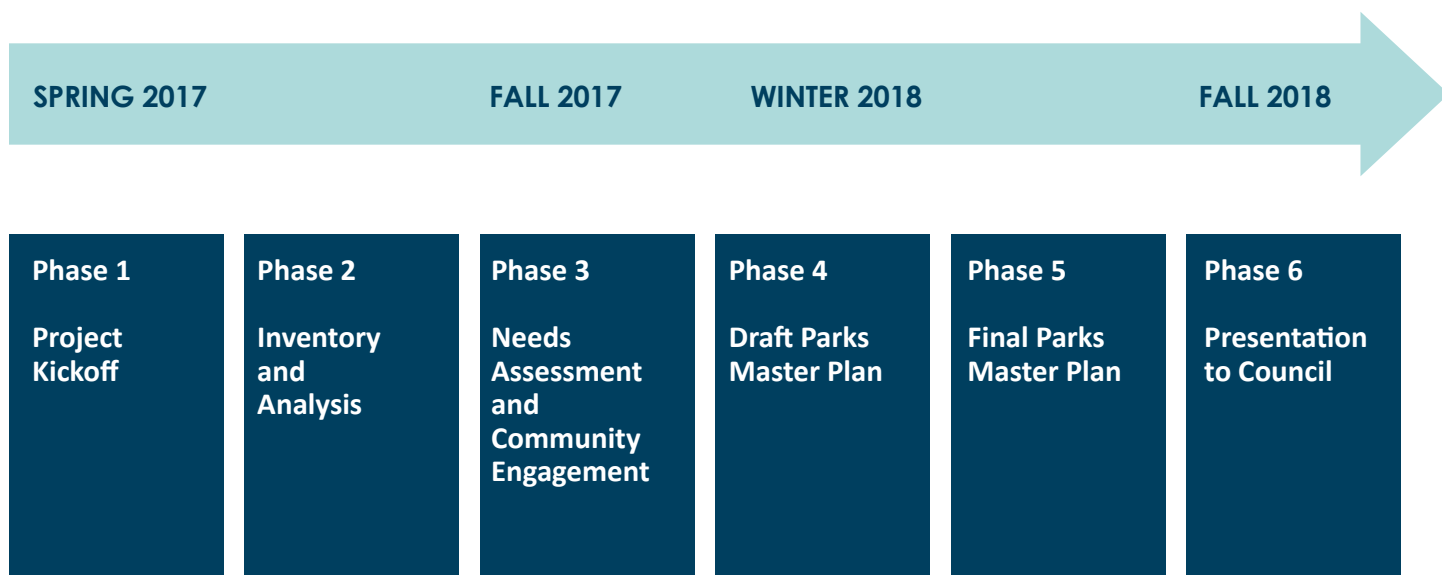 SPRING 2017
FALL 2017
WINTER 2018
FALL 2018
Phase 1
Project
Kickoff
Phase 2
Inventory
and
Analysis
Phase 3
Needs
Assessment
and
Community
Engagement
Phase 4
Draft Parks
Master Plan
Phase 5
Final Parks
Master Plan
Phase 6
Presentation
to Council